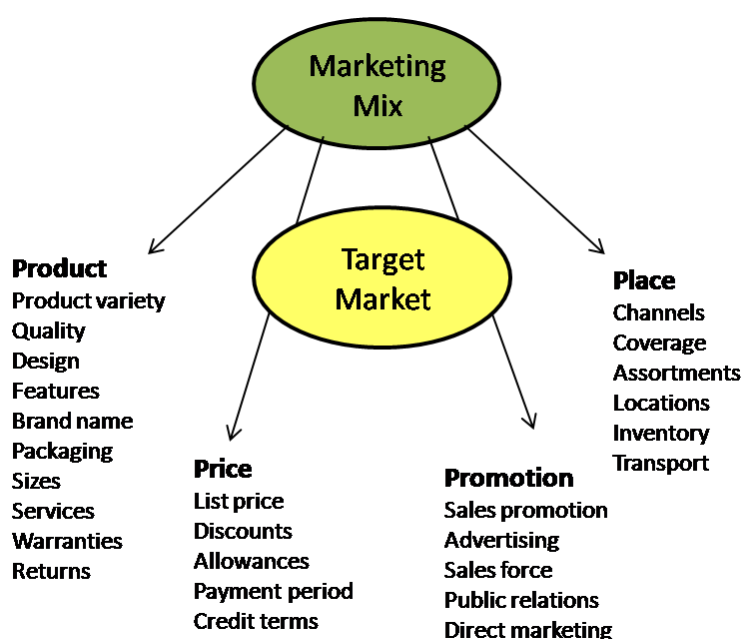 Marketing
Mix
Target
Market
Product
Product variety
Quality
Design
Features
Brand name
Packaging
Sizes
Services
Warranties
Returns
Price
List price
Discounts
Allowances
Payment period
Credit terms
Promotion
Sales promotion
Advertising
Sales force
Public relations
Direct marketing
Place
Channels
Coverage
Assortments
Locations
Inventory
Transport